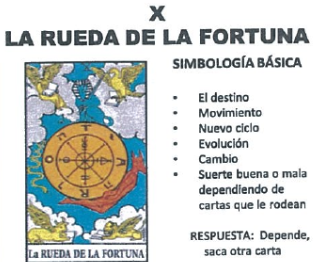 X
LA RUEDA DE LA FORTUNA
SIMBOLOGÍA BÁSICA
• El destino
• Movimiento
• Nuevo ciclo
• Evolución
• Cambio
• Suerte buena o mala
dependiendo de
cartas que le rodean
RESPUESTA: Depende,
saca otra carta
La RUEDA DE LA FORTUNA